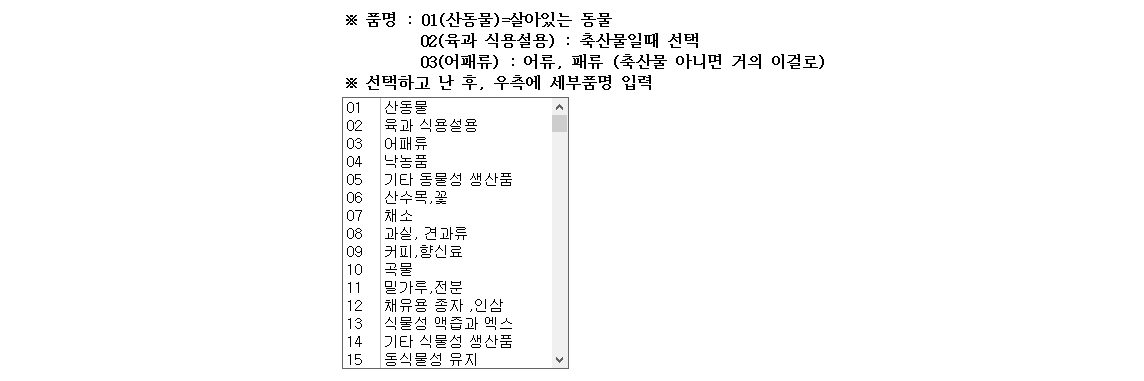 ※ 품명 : 01(산동물)=살아있는 동물
02(육과 식용설용) : 축산물일때 선택
03(어패류) : 어류, 패류 (축산물 아니면 거의 이걸로)
※ 선택하고 난 후, 우측에 세부품명 입력
01 산동물
02 육과 식용설용
03 어패류
04 낙농품
05 기타 동물성 생산품
06 산수목,꽃
07 채소
08 과실, 견과류
09 커피,향신료
10 곡물
11 밀가루,전분
12 채유용 종자 ,인삼
13 식물성 액즙과 엑스
14 기타 식물성 생산품
15 동식물성 유지